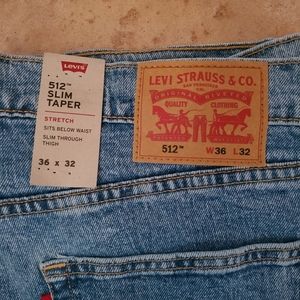 Levi's
512™
SLIM
TAPER
STRETCH
SITS BELOW WAIST
SLIM THROUGH
THIGH
36 x 32
LEVI STRAUSS & CO.
SAN FRANCISCO
CAL.
ORIGINAL RIVETED
QUALITY CLOTHING
512™ W36 L32